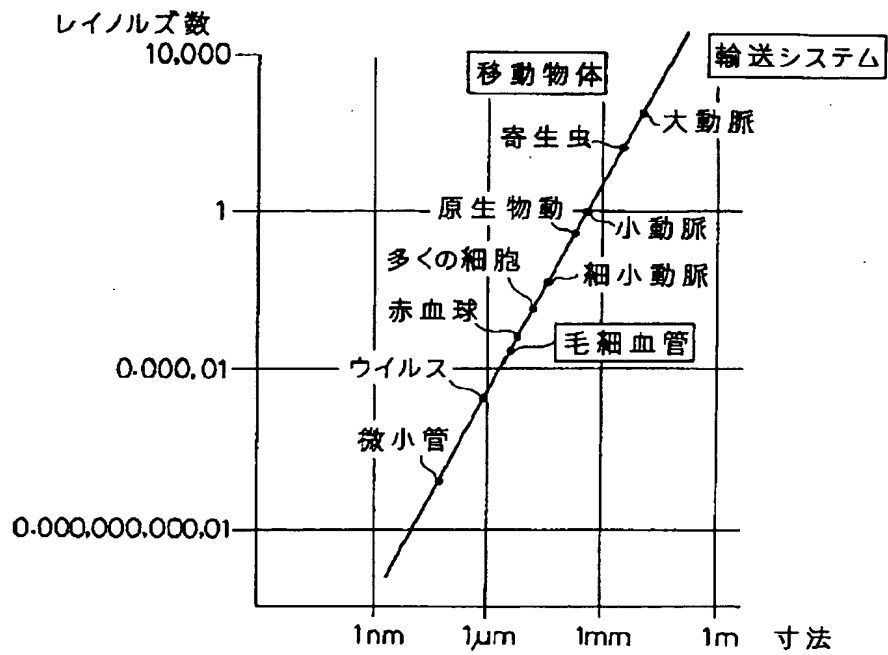 レイノルズ数
10,000
移動物体
輸送システム
大動脈
寄生虫
1
原生物動
小動脈
多くの細胞
細小動脈
赤血球
毛細血管
0.000,01
ウイルス
微小管
0.000,000,000,01
1nm
1μm
1mm
1m
寸法